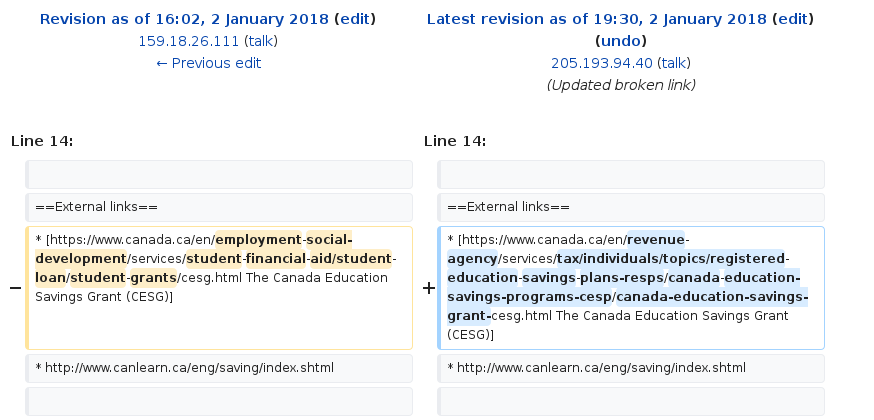 Revision as of 16:02, 2 January 2018 (edit)
159.18.26.111 (talk)
← Previous edit
Latest revision as of 19:30, 2 January 2018 (edit)
(undo)
205.193.94.40 (talk)
(Updated broken link)
Line 14:
Line 14:
==External links==
==External links==
−
* [https://www.canada.ca/en/employment-social-
development/services/student-financial-aid/student-
loan/student-grants/cesg.html The Canada Education
Savings Grant (CESG)]
+
* [https://www.canada.ca/en/revenue-
agency/services/tax/individuals/topics/registered-
education-savings-plans-resps/canada-education-
savings-programs-cesp/canada-education-savings-
grant-cesg.html The Canada Education Savings Grant
(CESG)]
* http://www.canlearn.ca/eng/saving/index.shtml
* http://www.canlearn.ca/eng/saving/index.shtml